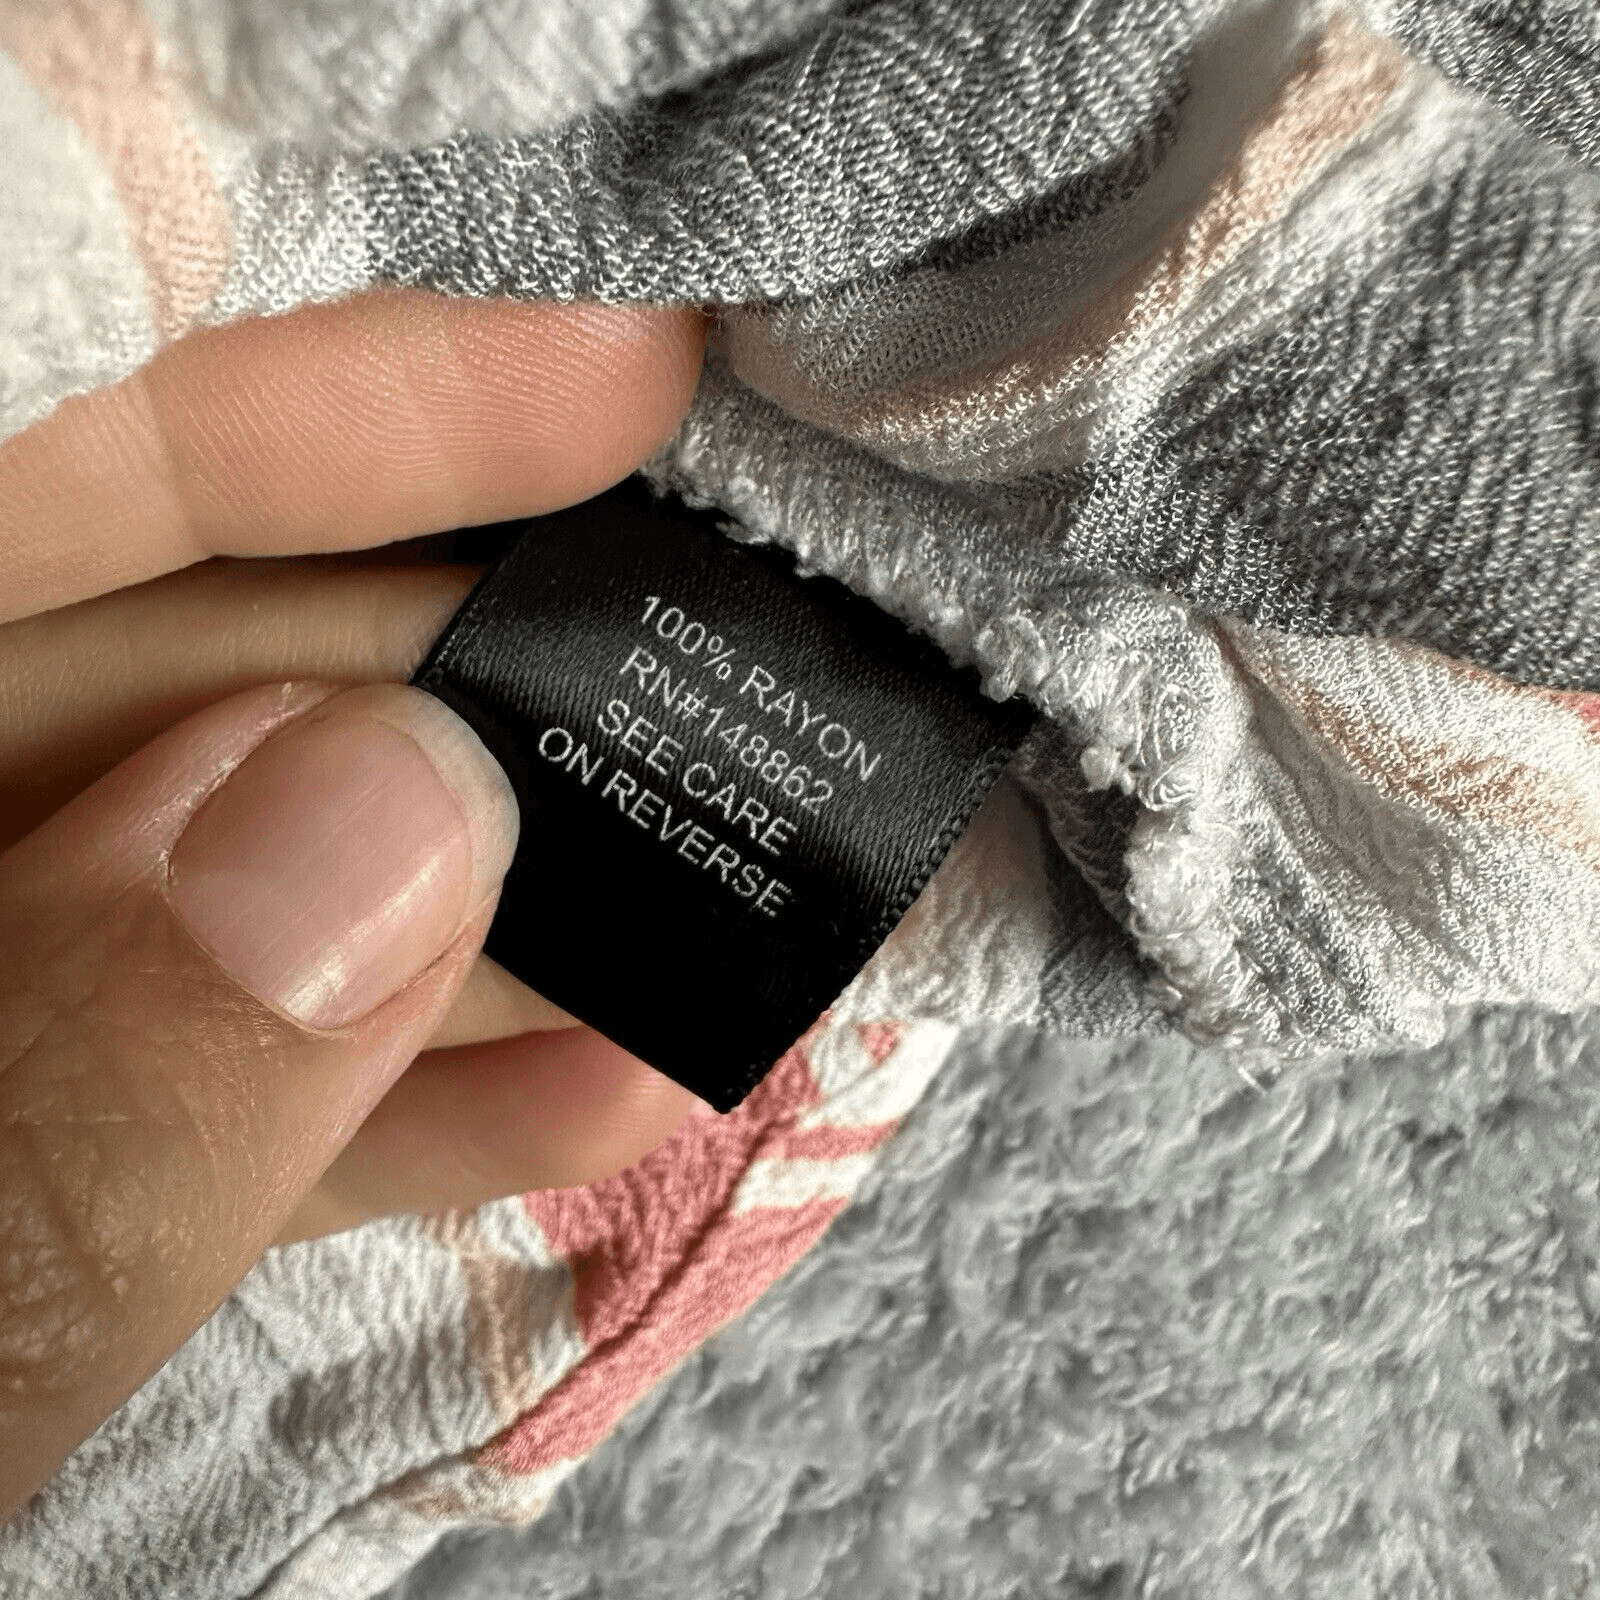 100% RAYON
RN#148862
SEE CARE
ON REVERSE